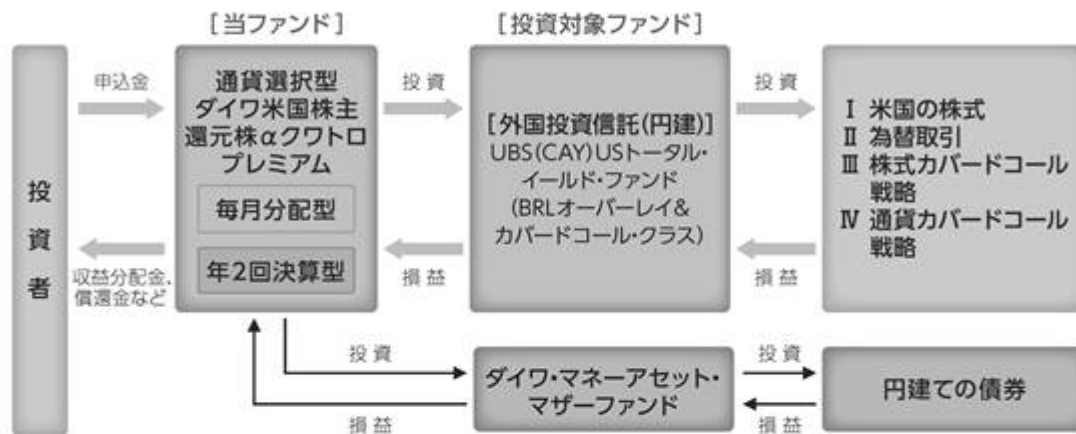 [当ファンド]
[投資対象ファンド]
投資者
申込金
収益分配金、
償還金など
通貨選択型
ダイワ米国株主
還元株αクワトロ
プレミアム
毎月分配型
年2回決算型
投資
損益
[外国投資信託(円建)]
UBS(CAY)USトータル・
イールド・ファンド
(BRLオーバーレイ&
カバードコール・クラス)
投資
損益
Ⅰ 米国の株式
Ⅱ 為替取引
Ⅲ 株式カバードコール
戦略
Ⅳ 通貨カバードコール
戦略
投資
損益
ダイワ・マネーアセット・
マザーファンド
投資
損益
円建ての債券